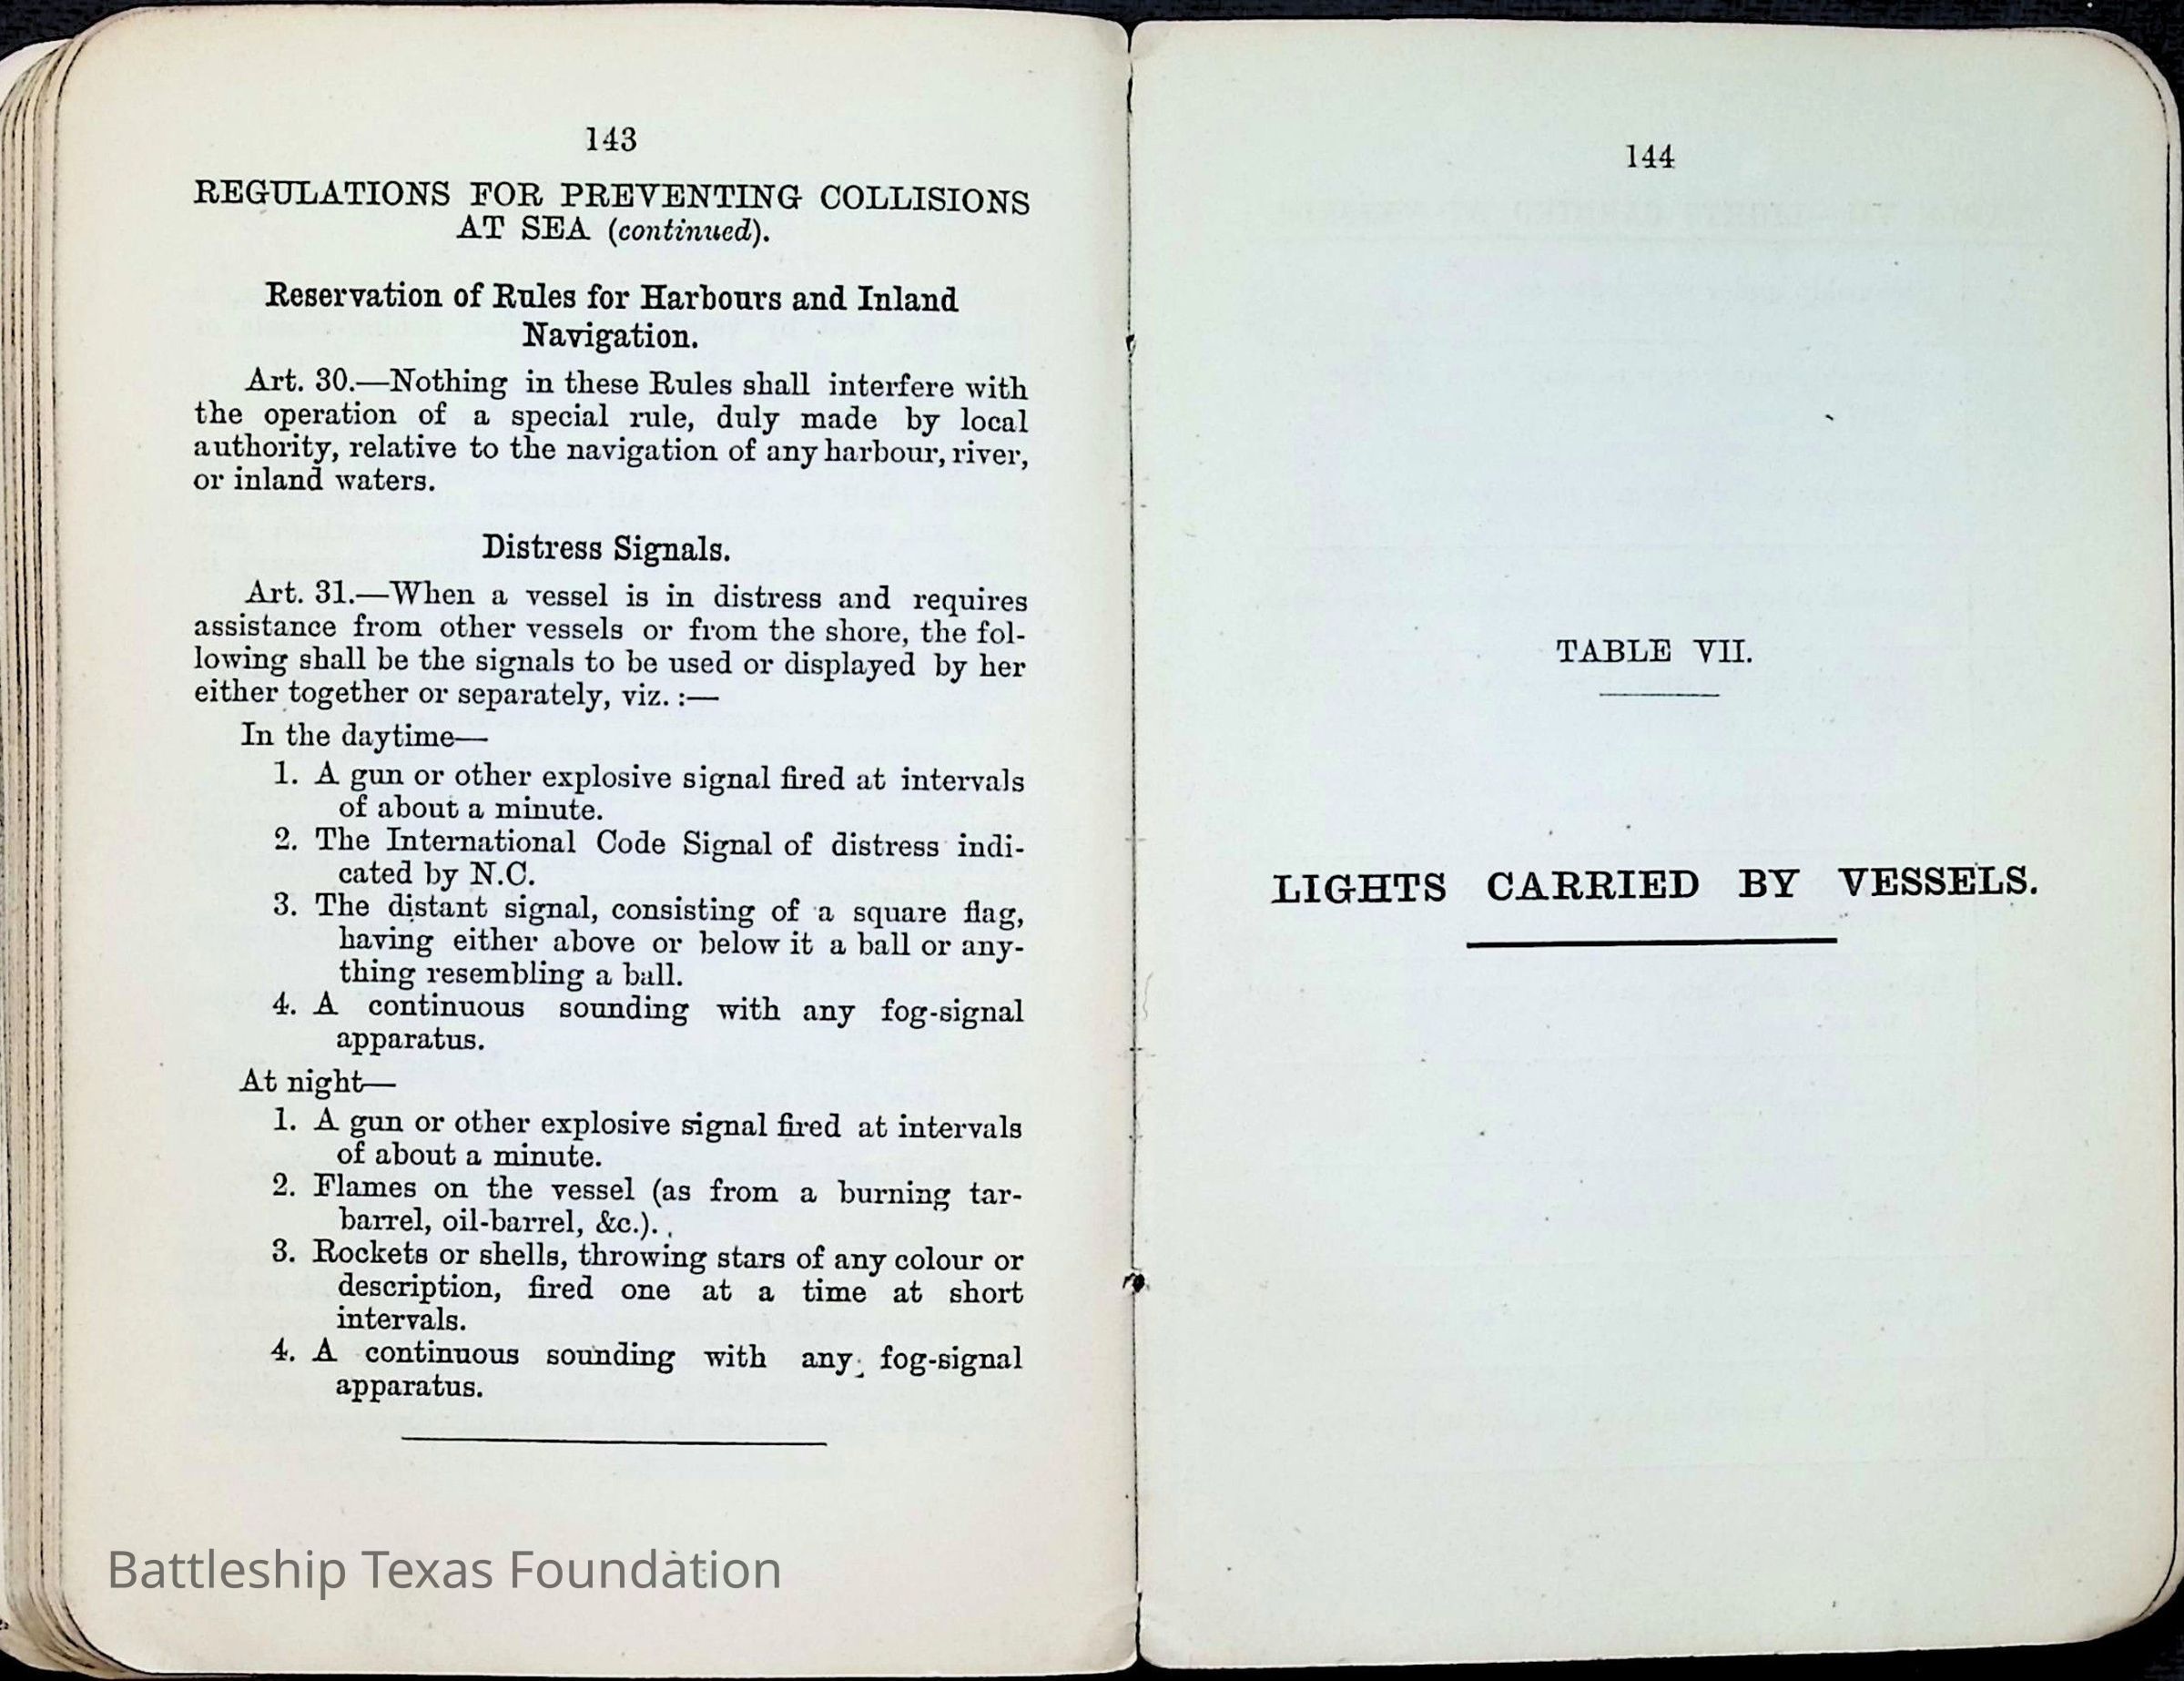 143
REGULATIONS FOR PREVENTING COLLISIONS
AT SEA (continued).
Reservation of Rules for Harbours and Inland
Navigation.
Art. 30.—Nothing in these Rules shall interfere with
the operation of a special rule, duly made by local
authority, relative to the navigation of any harbour, river,
or inland waters.
Distress Signals.
Art. 31.—When a vessel is in distress and requires
assistance from other vessels or from the shore, the fol-
lowing shall be the signals to be used or displayed by her
either together or separately, viz. :—
In the daytime—
1. A gun or other explosive signal fired at intervals
of about a minute.
2. The International Code Signal of distress indi-
cated by N.C.
3. The distant signal, consisting of a square flag,
having either above or below it a ball or any-
thing resembling a ball.
4. A continuous sounding with any fog-signal
apparatus.
At night—
1. A gun or other explosive signal fired at intervals
of about a minute.
2. Flames on the vessel (as from a burning tar-
barrel, oil-barrel, &c.).
3. Rockets or shells, throwing stars of any colour or
description, fired one at a time at short
intervals.
4. A continuous sounding with any fog-signal
apparatus.
Battleship Texas Foundation
144
TABLE VII.
LIGHTS CARRIED BY VESSELS.